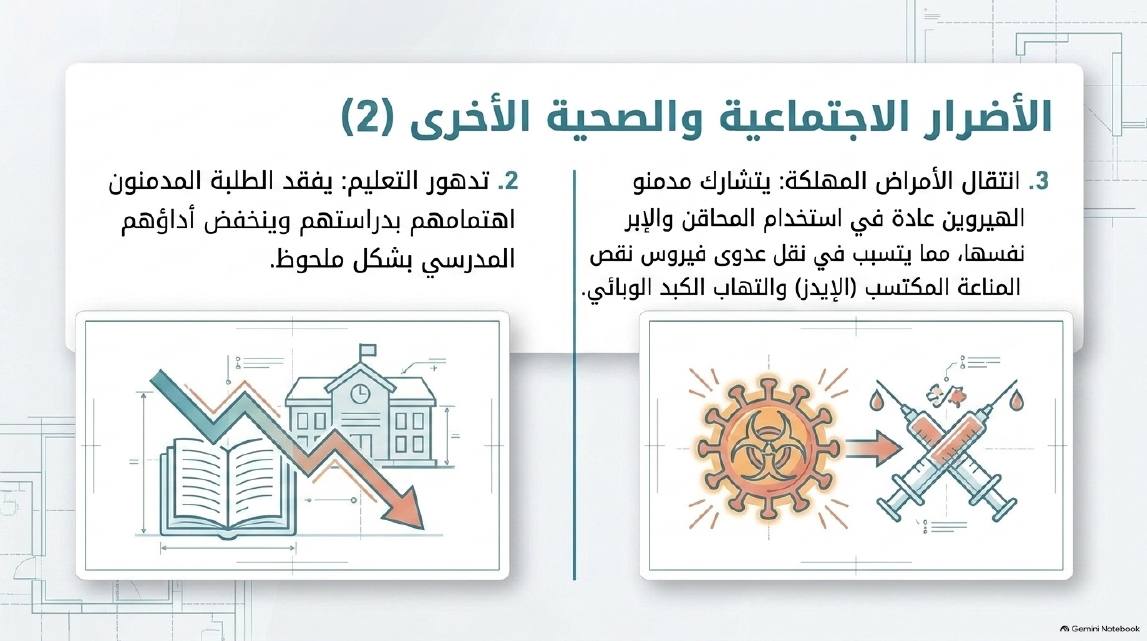 الأضرار الاجتماعية والصحية الأخرى (2)
3. انتقال الأمراض المهلكة: يتشارك مدمنو
الهيروين عادة في استخدام المحاقن والإبر
نفسها، مما يتسبب في نقل عدوى فيروس نقص
المناعة المكتسب (الإيدز) والتهاب الكبد الوبائي.
2. تدهور التعليم: يفقد الطلبة المدمنون
اهتمامهم بدراستهم وينخفض أداؤهم
المدرسي بشكل ملحوظ.
Gemini Notebook